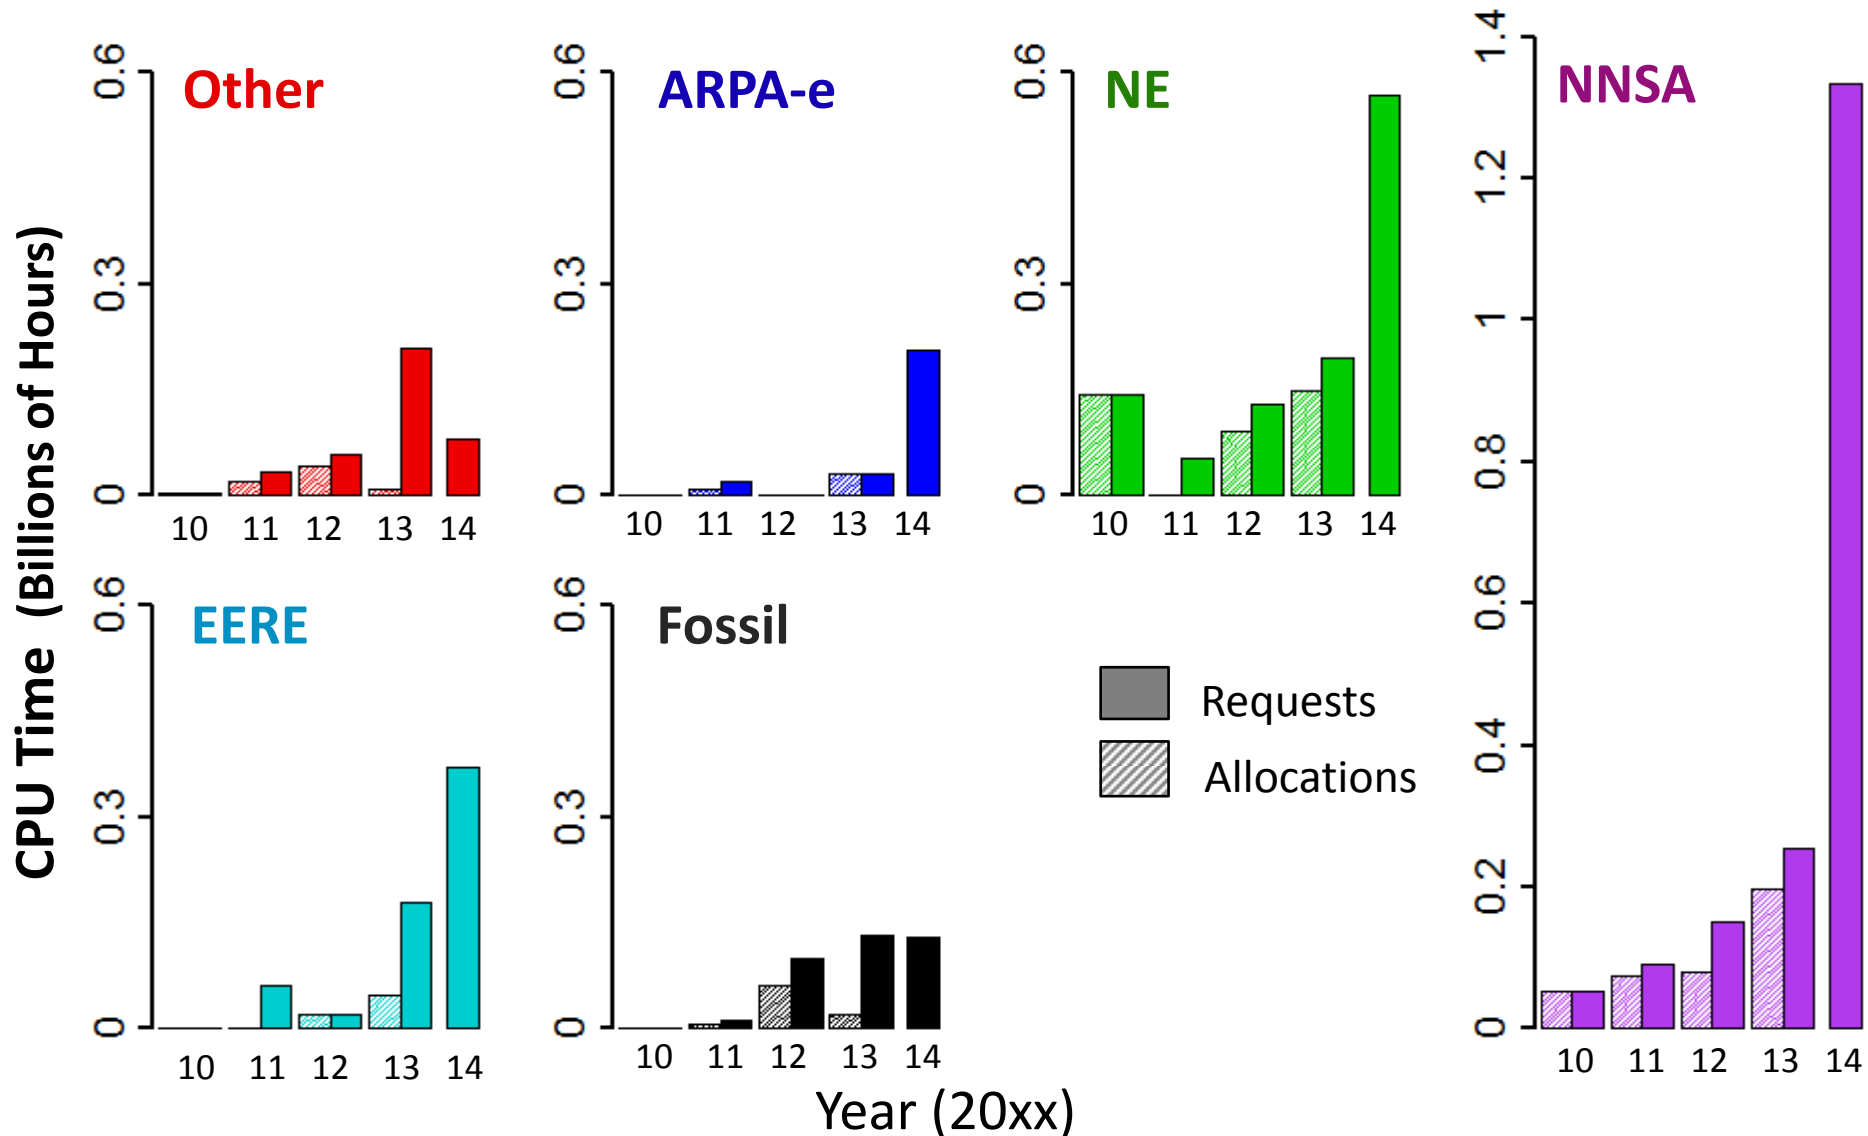 CPU Time (Billions of Hours)
Other
0.6
0.3
0
10 11 12 13 14
ARPA-e
0.6
0.3
0
10 11 12 13 14
NE
0.6
0.3
0
10 11 12 13 14
NNSA
1.4
1.2
1
0.8
0.6
0.4
0.2
0
10 11 12 13 14
EERE
0.6
0.3
0
10 11 12 13 14
Fossil
0.6
0.3
0
10 11 12 13 14
Requests
Allocations
Year (20xx)